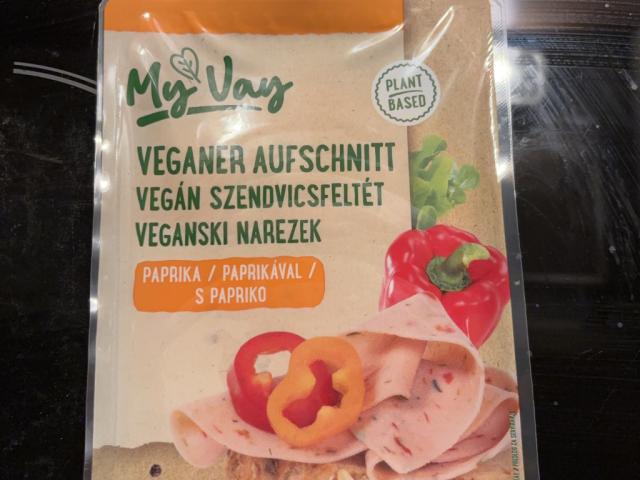 My Vay
PLANT
BASED
VEGANER AUFSCHNITT
VEGÁN SZENDVICSFELTÉT
VEGANSKI NAREZEK
PAPRIKA / PAPRIKÁVAL /
S PAPRIKO